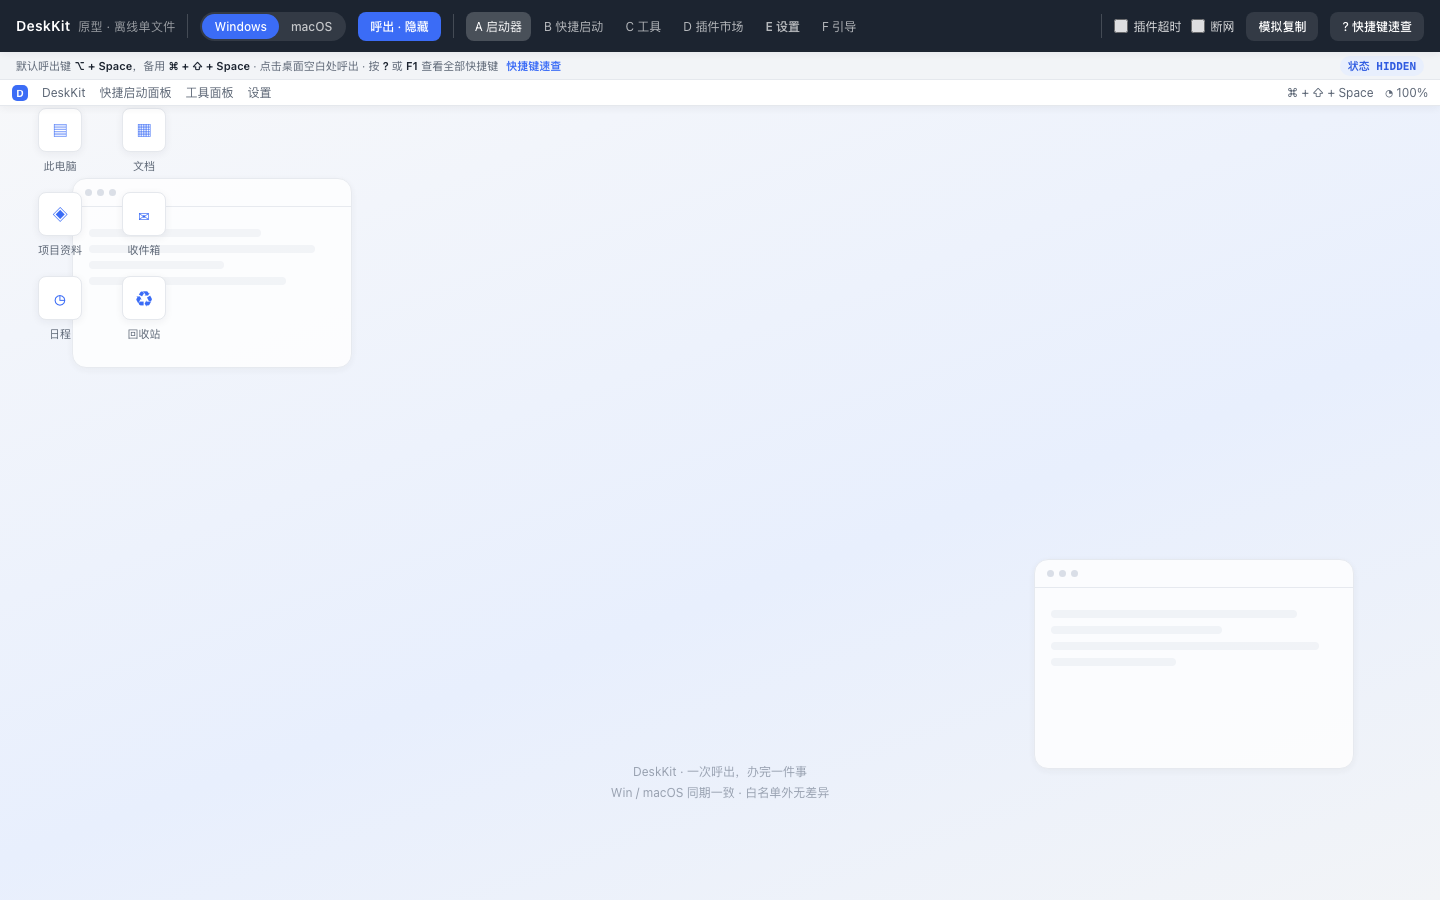 DeskKit 原型 · 离线单文件 Windows macOS 呼出 · 隐藏 A 启动器 B 快捷启动 C 工具 D 插件市场 E 设置 F 引导 插件超时 断网 模拟复制 ? 快捷键速查
默认呼出键 ⌥ + Space，备用 ⌘ + ⇧ + Space · 点击桌面空白处呼出 · 按 ? 或 F1 查看全部快捷键 快捷键速查 状态 HIDDEN
D DeskKit 快捷启动面板 工具面板 设置 ⌘ + ⇧ + Space 100%
此电脑 文档
项目资料 收件箱
日程 回收站
DeskKit · 一次呼出，办完一件事
Win / macOS 同期一致 · 白名单外无差异